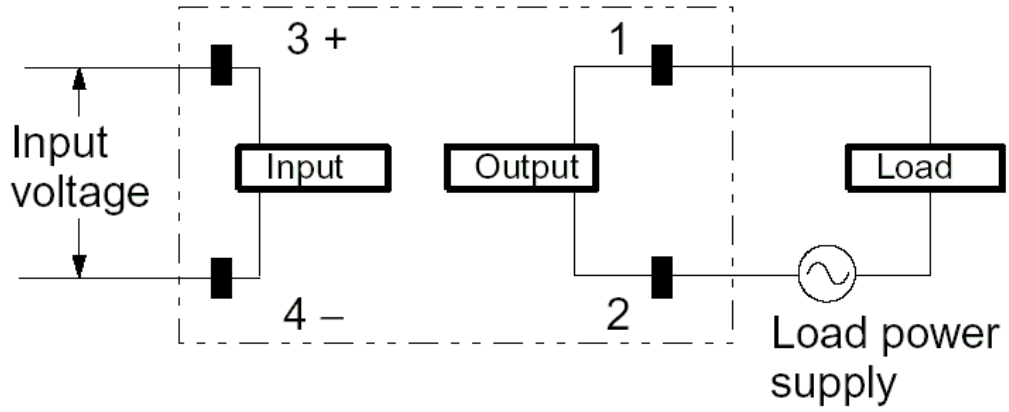 3 +
1
Input
voltage
Input
Output
Load
4 –
2
Load power
supply